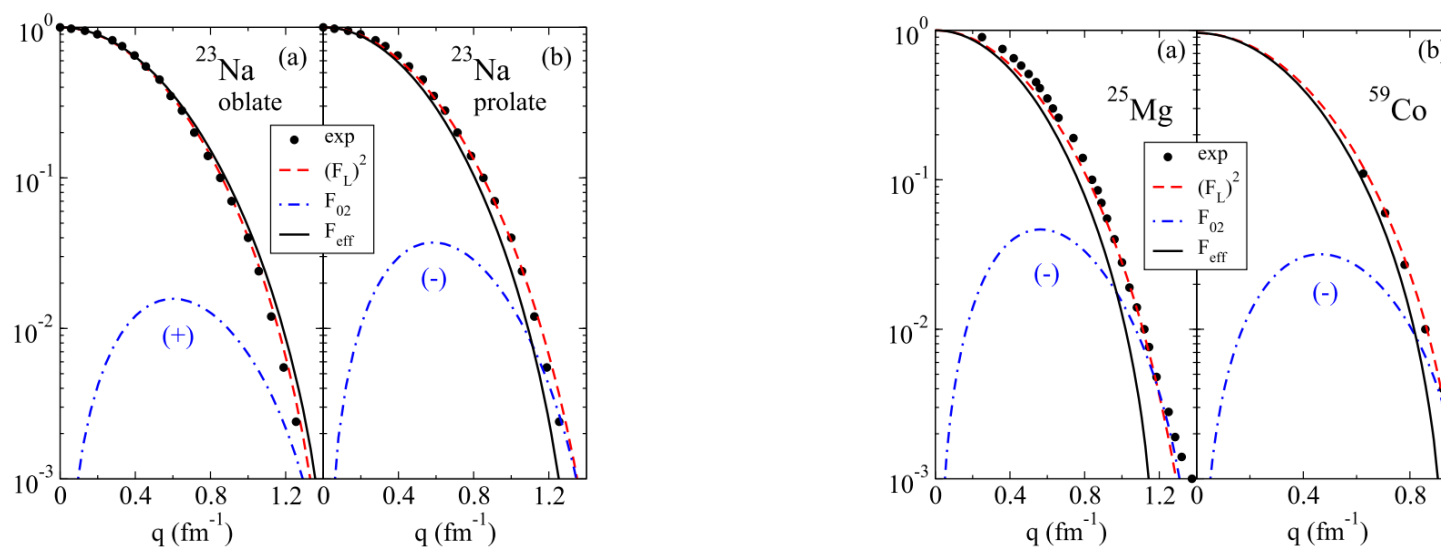 10^0
10^-1
10^-2
10^-3
(a)
23Na
oblate
exp
(F_L)^2
F_02
F_eff
(+)
0 0.4 0.8 1.2
q (fm^-1)
(b)
23Na
prolate
(-)
0.4 0.8 1.2
q (fm^-1)
10^0
10^-1
10^-2
10^-3
(a)
25Mg
exp
(F_L)^2
F_02
F_eff
(-)
0 0.4 0.8 1.2
q (fm^-1)
(b)
59Co
(-)
0.4 0.8
q (fm^-1)